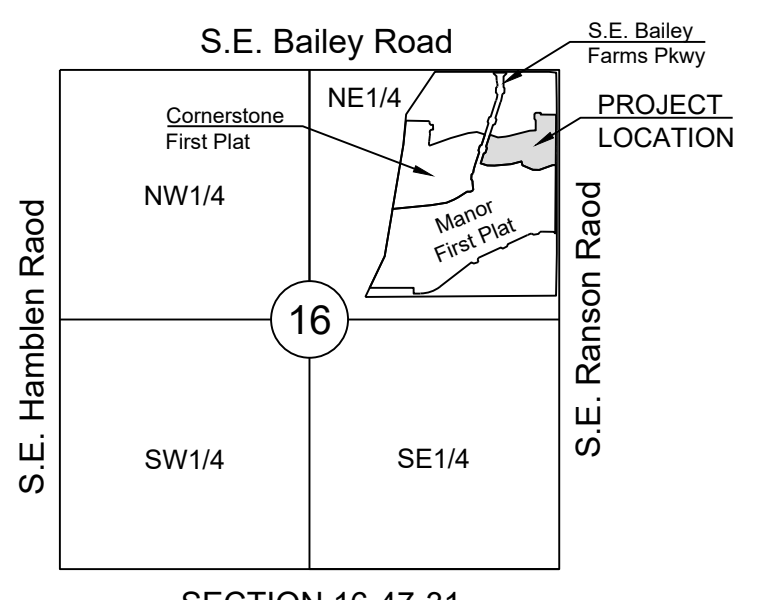 S.E. Bailey Road
S.E. Bailey
Farms Pkwy
NE1/4
PROJECT
LOCATION
Cornerstone
First Plat
NW1/4
Manor
First Plat
S.E. Hamblen Raod
S.E. Ranson Raod
16
SW1/4
SE1/4
SECTION 16-47-31